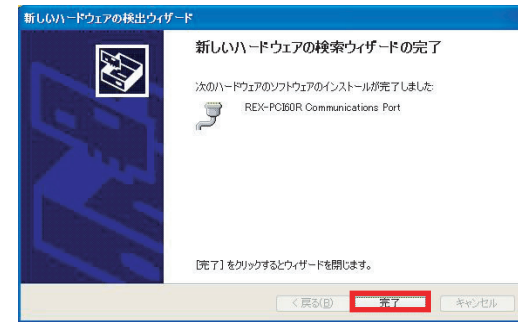 新しいハードウェアの検出ウィザード
新しいハードウェアの検索ウィザードの完了
次のハードウェアのソフトウェアのインストールが完了しました:
REX-PCI60R Communications Port
[完了] をクリックするとウィザードを閉じます。
< 戻る(B)
完了
キャンセル